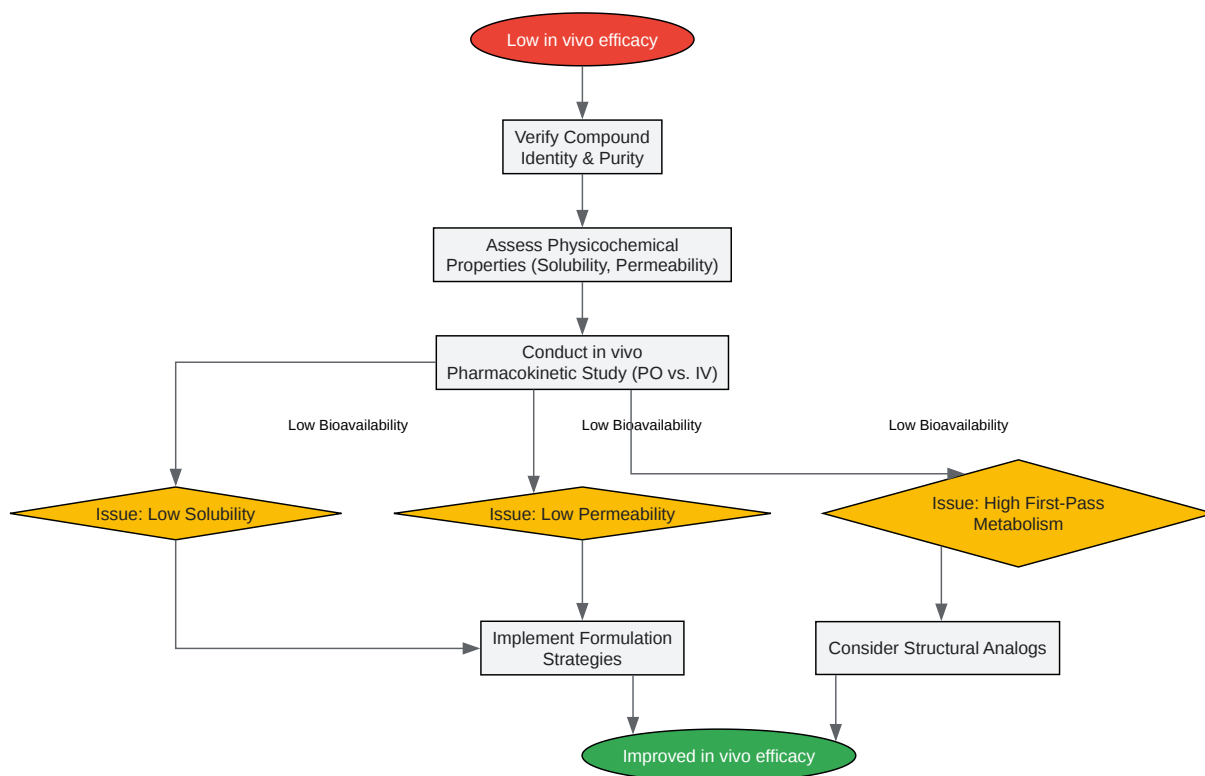 Low in vivo efficacy
Verify Compound
Identity & Purity
Assess Physicochemical
Properties (Solubility, Permeability)
Conduct in vivo
Pharmacokinetic Study (PO vs. IV)
Low Bioavailability
Low Bioavailability
Low Bioavailability
Issue: Low Solubility
Issue: Low Permeability
Issue: High First-Pass
Metabolism
Implement Formulation
Strategies
Consider Structural Analogs
Improved in vivo efficacy